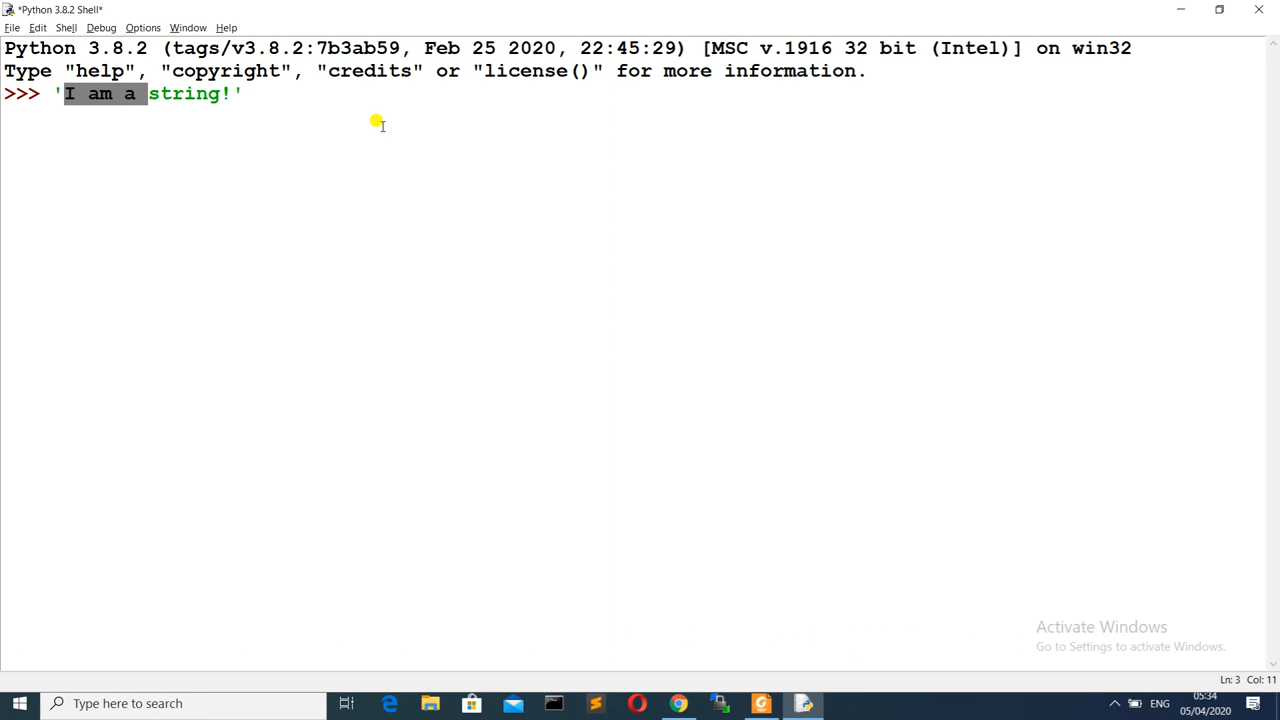 *Python 3.8.2 Shell*
File Edit Shell Debug Options Window Help
Python 3.8.2 (tags/v3.8.2:7b3ab59, Feb 25 2020, 22:45:29) [MSC v.1916 32 bit (Intel)] on win32
Type "help", "copyright", "credits" or "license()" for more information.
>>> 'I am a string!'
Activate Windows
Go to Settings to activate Windows.
Ln: 3 Col: 11
Type here to search
ENG
05:34
05/04/2020